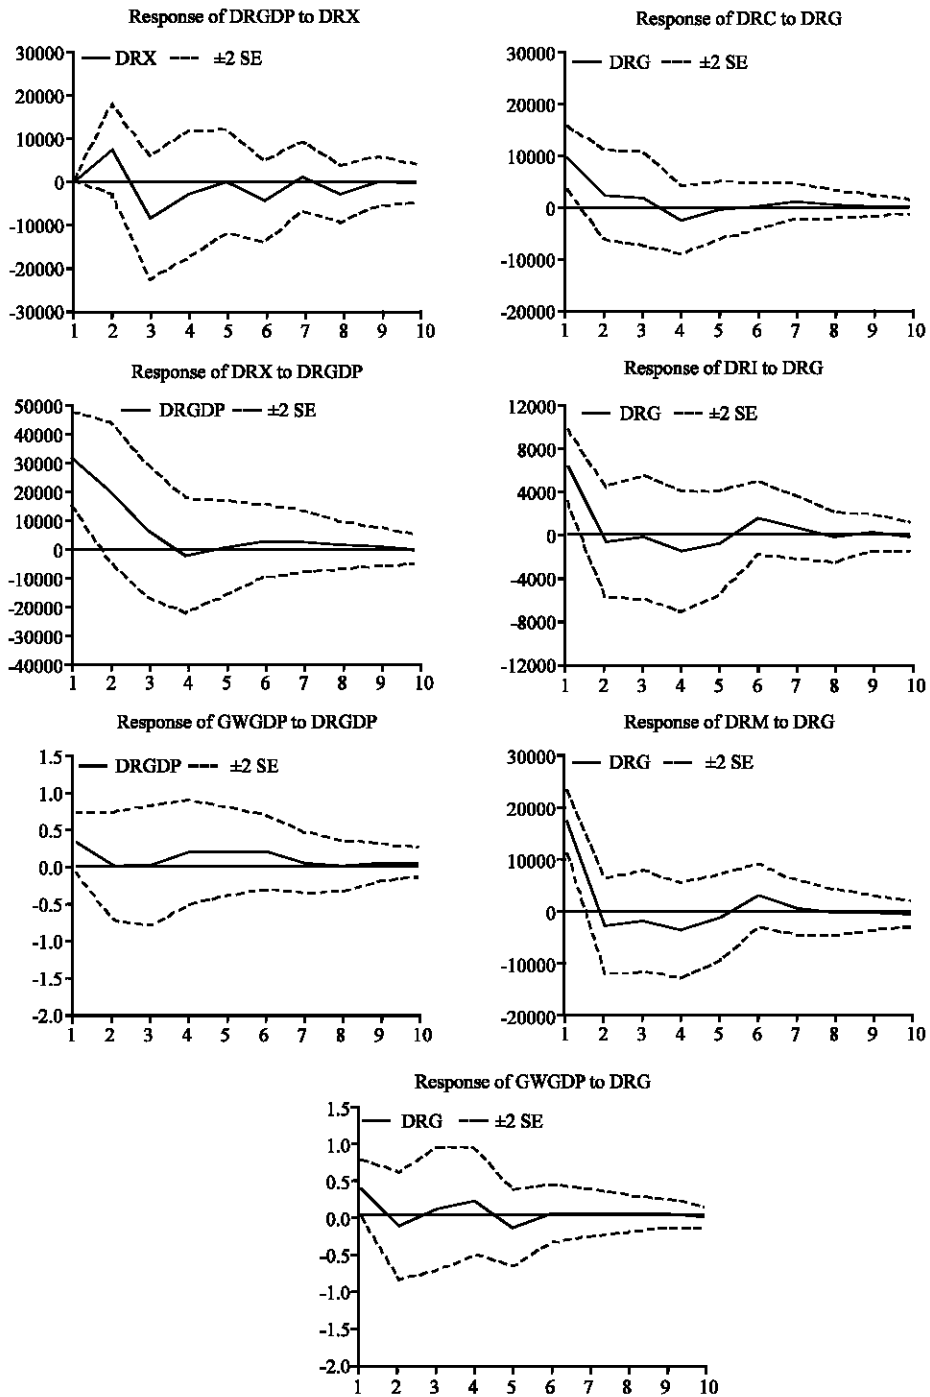 Response of DRGDP to DRX
DRX ±2 SE
30000
20000
10000
0
-10000
-20000
-30000
1 2 3 4 5 6 7 8 9 10
Response of DRC to DRG
DRG ±2 SE
30000
20000
10000
0
-10000
-20000
1 2 3 4 5 6 7 8 9 10
Response of DRX to DRGDP
DRGDP ±2 SE
50000
40000
30000
20000
10000
0
-10000
-20000
-30000
-40000
1 2 3 4 5 6 7 8 9 10
Response of DRI to DRG
DRG ±2 SE
12000
8000
4000
0
-4000
-8000
-12000
1 2 3 4 5 6 7 8 9 10
Response of GWGDP to DRGDP
DRGDP ±2 SE
1.5
1.0
0.5
0.0
-0.5
-1.0
-1.5
-2.0
1 2 3 4 5 6 7 8 9 10
Response of DRM to DRG
DRG ±2 SE
30000
20000
10000
0
-10000
-20000
1 2 3 4 5 6 7 8 9 10
Response of GWGDP to DRG
DRG ±2 SE
1.5
1.0
0.5
0.0
-0.5
-1.0
-1.5
-2.0
1 2 3 4 5 6 7 8 9 10